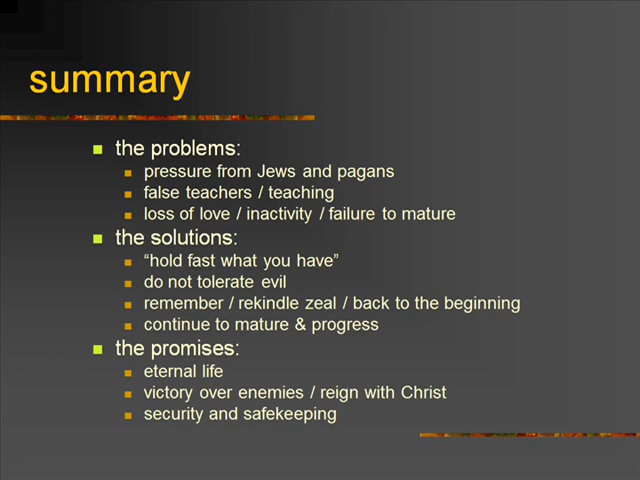 summary
the problems:
pressure from Jews and pagans
false teachers / teaching
loss of love / inactivity / failure to mature
the solutions:
“hold fast what you have”
do not tolerate evil
remember / rekindle zeal / back to the beginning
continue to mature & progress
the promises:
eternal life
victory over enemies / reign with Christ
security and safekeeping